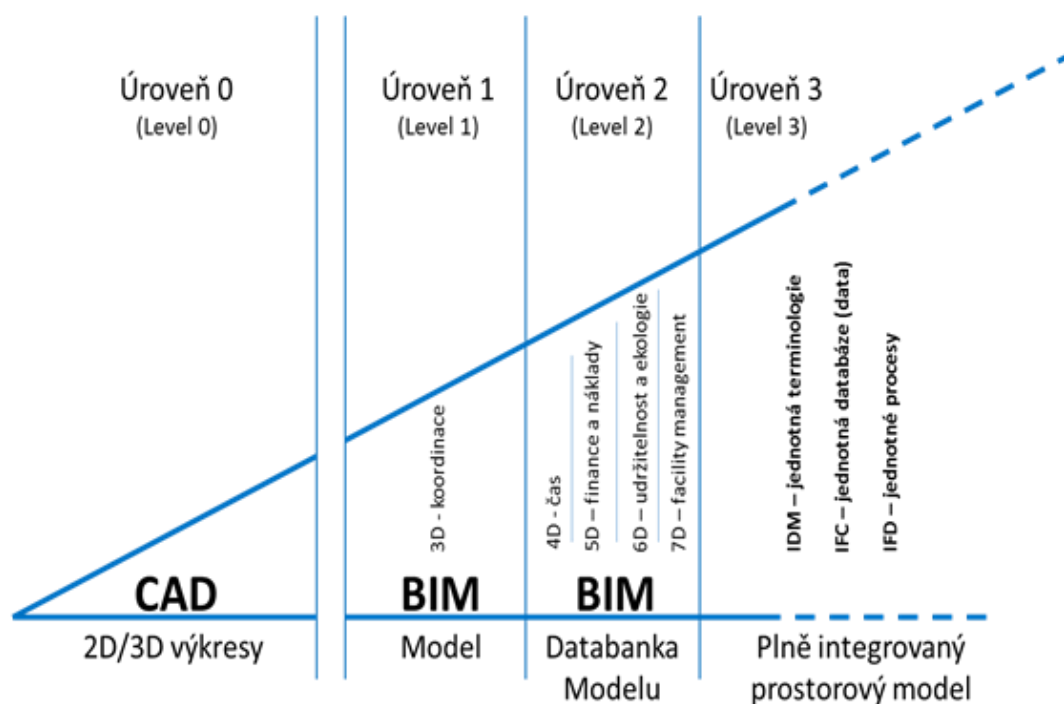 Úroveň 0
(Level 0)
Úroveň 1
(Level 1)
Úroveň 2
(Level 2)
Úroveň 3
(Level 3)
3D - koordinace
4D - čas
5D – finance a náklady
6D – udržitelnost a ekologie
7D – facility management
IDM – jednotná terminologie
IFC – jednotná databáze (data)
IFD – jednotné procesy
CAD
BIM
BIM
2D/3D výkresy
Model
Databanka
Modelu
Plně integrovaný
prostorový model